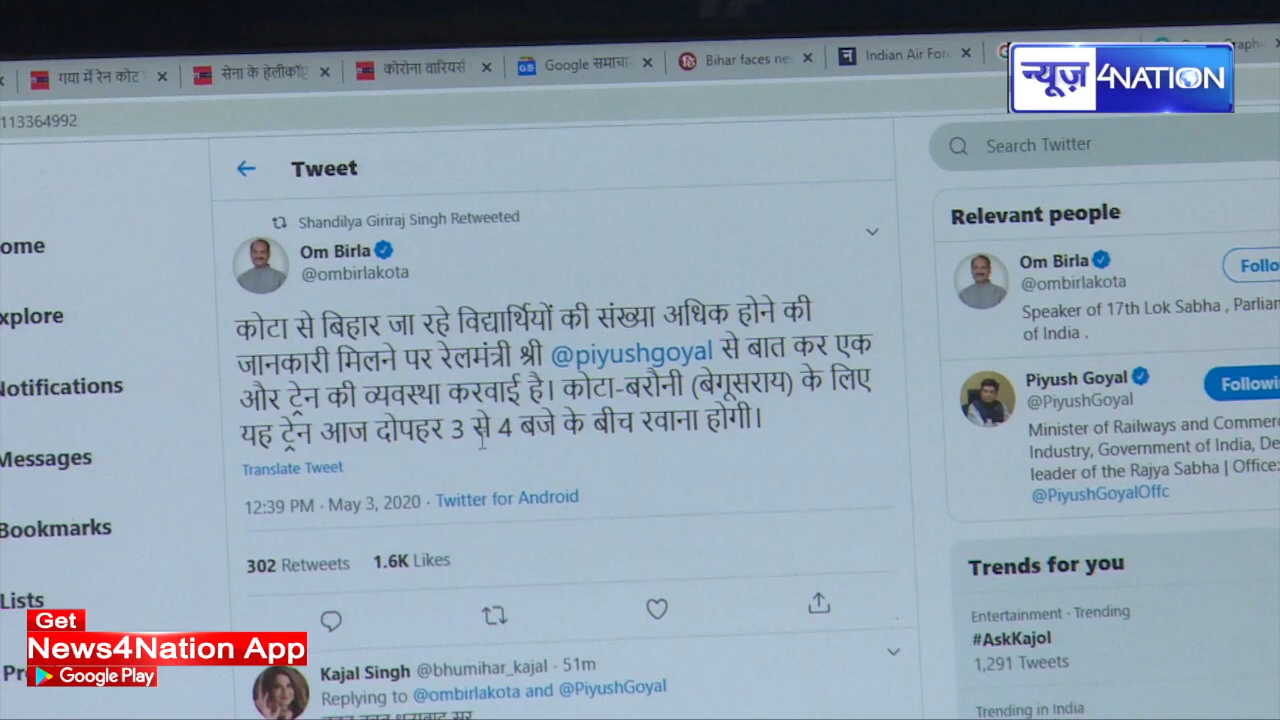 गया में रेन कोट
सेना के हेलीकॉप्
कोरोना वारियर्स
Google समाचा
Bihar faces ne
Indian Air For
न्यूज़ 4NATION
113364992
Tweet
Search Twitter
Shandilya Giriraj Singh Retweeted
Om Birla
@ombirlakota
कोटा से बिहार जा रहे विद्यार्थियों की संख्या अधिक होने की
जानकारी मिलने पर रेलमंत्री श्री @piyushgoyal से बात कर एक
और ट्रेन की व्यवस्था करवाई है। कोटा-बरौनी (बेगूसराय) के लिए
यह ट्रेन आज दोपहर 3 से 4 बजे के बीच रवाना होगी।
Translate Tweet
12:39 PM · May 3, 2020 · Twitter for Android
302 Retweets 1.6K Likes
Kajal Singh @bhumihar_kajal · 51m
Replying to @ombirlakota and @PiyushGoyal
ome
xplore
Notifications
Messages
Bookmarks
Lists
Pr
Relevant people
Om Birla
@ombirlakota
Follo
Speaker of 17th Lok Sabha , Parlian
of India .
Piyush Goyal
@PiyushGoyal
Followi
Minister of Railways and Commerc
Industry, Government of India, De
leader of the Rajya Sabha | Office:
@PiyushGoyalOffc
Trends for you
Entertainment · Trending
#AskKajol
1,291 Tweets
Trending in India
Get
News4Nation App
Google Play